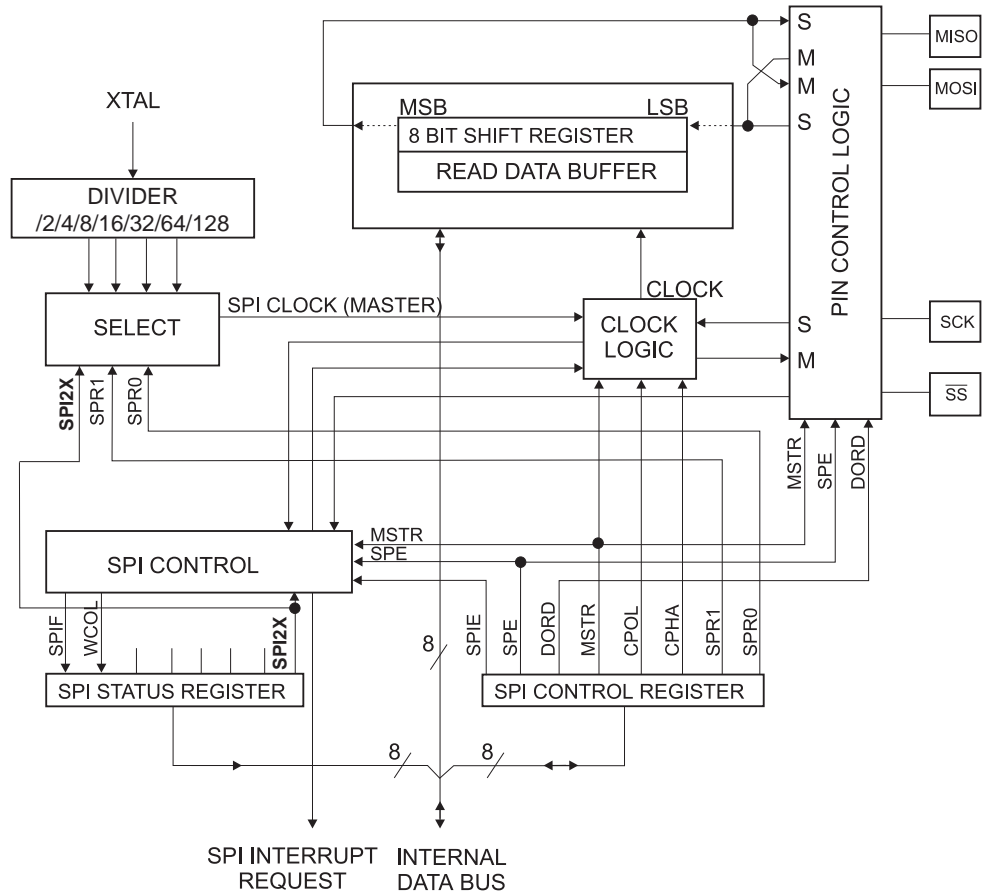 S
MISO
M
M
MOSI
XTAL
MSB
LSB
8 BIT SHIFT REGISTER
S
READ DATA BUFFER
PIN CONTROL LOGIC
DIVIDER
/2/4/8/16/32/64/128
SPI CLOCK (MASTER)
CLOCK
SELECT
CLOCK
LOGIC
S
SCK
M
SS
SPI2X
SPR1
SPR0
MSTR
SPE
DORD
MSTR
SPE
SPI CONTROL
SPIF
WCOL
SPI2X
8
SPIE
SPE
DORD
MSTR
CPOL
CPHA
SPR1
SPR0
SPI STATUS REGISTER
SPI CONTROL REGISTER
8
8
SPI INTERRUPT
REQUEST
INTERNAL
DATA BUS